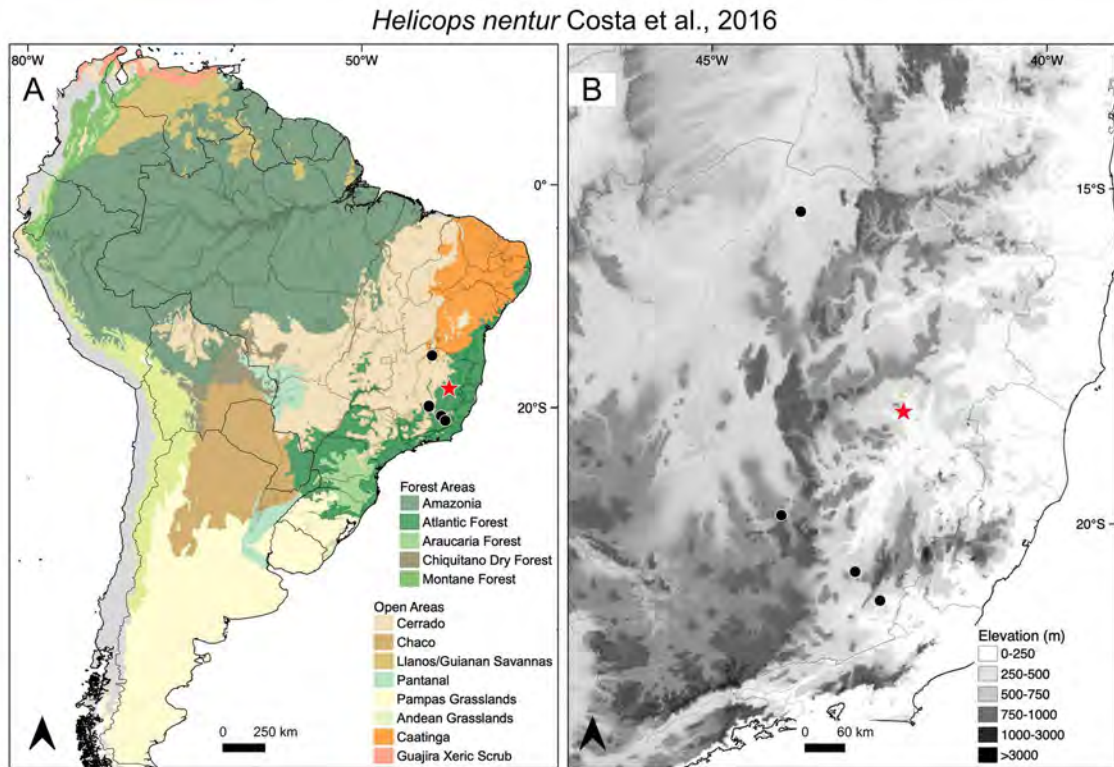 Helicops nentur Costa et al., 2016
80°W
50°W
A
0°
20°S
Forest Areas
Amazonia
Atlantic Forest
Araucaria Forest
Chiquitano Dry Forest
Montane Forest
Open Areas
Cerrado
Chaco
Llanos/Guianan Savannas
Pantanal
Pampas Grasslands
Andean Grasslands
Caatinga
Guajira Xeric Scrub
0 250 km
45°W
40°W
B
15°S
20°S
Elevation (m)
0-250
250-500
500-750
750-1000
1000-3000
>3000
0 60 km